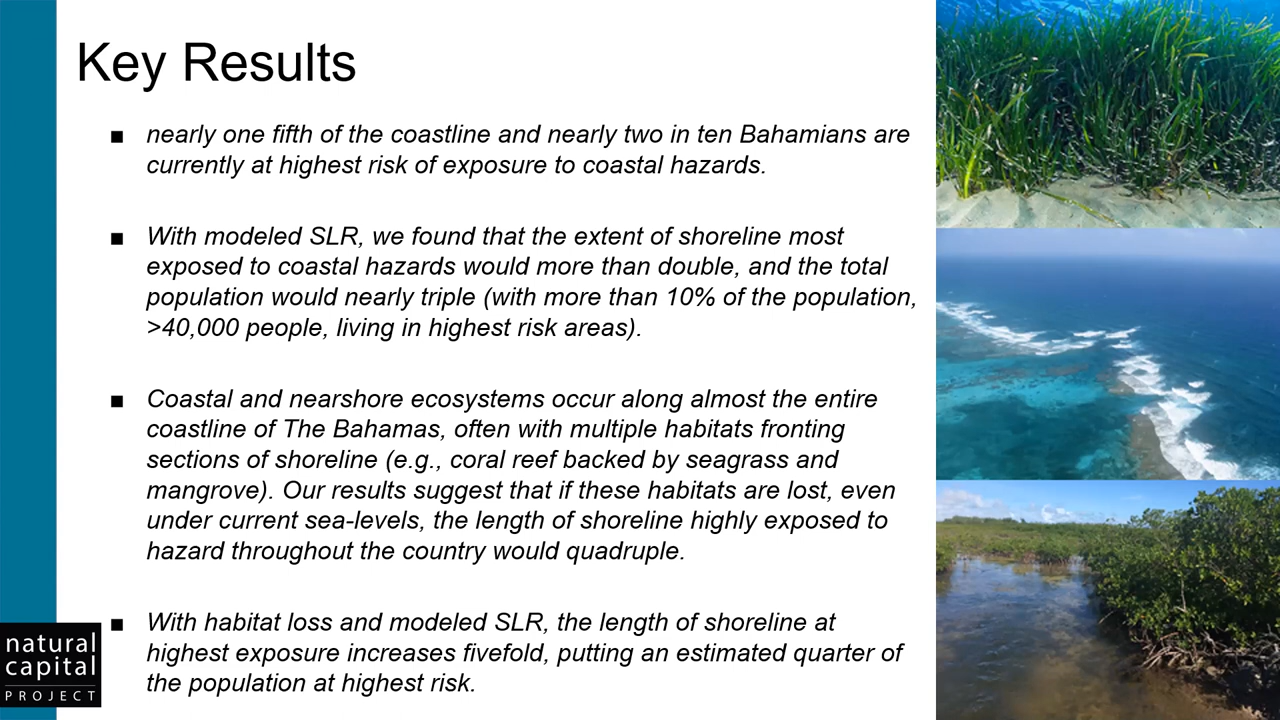 Key Results
■ nearly one fifth of the coastline and nearly two in ten Bahamians are
currently at highest risk of exposure to coastal hazards.
■ With modeled SLR, we found that the extent of shoreline most
exposed to coastal hazards would more than double, and the total
population would nearly triple (with more than 10% of the population,
>40,000 people, living in highest risk areas).
■ Coastal and nearshore ecosystems occur along almost the entire
coastline of The Bahamas, often with multiple habitats fronting
sections of shoreline (e.g., coral reef backed by seagrass and
mangrove). Our results suggest that if these habitats are lost, even
under current sea-levels, the length of shoreline highly exposed to
hazard throughout the country would quadruple.
■ With habitat loss and modeled SLR, the length of shoreline at
highest exposure increases fivefold, putting an estimated quarter of
the population at highest risk.
natural
capital
PROJECT